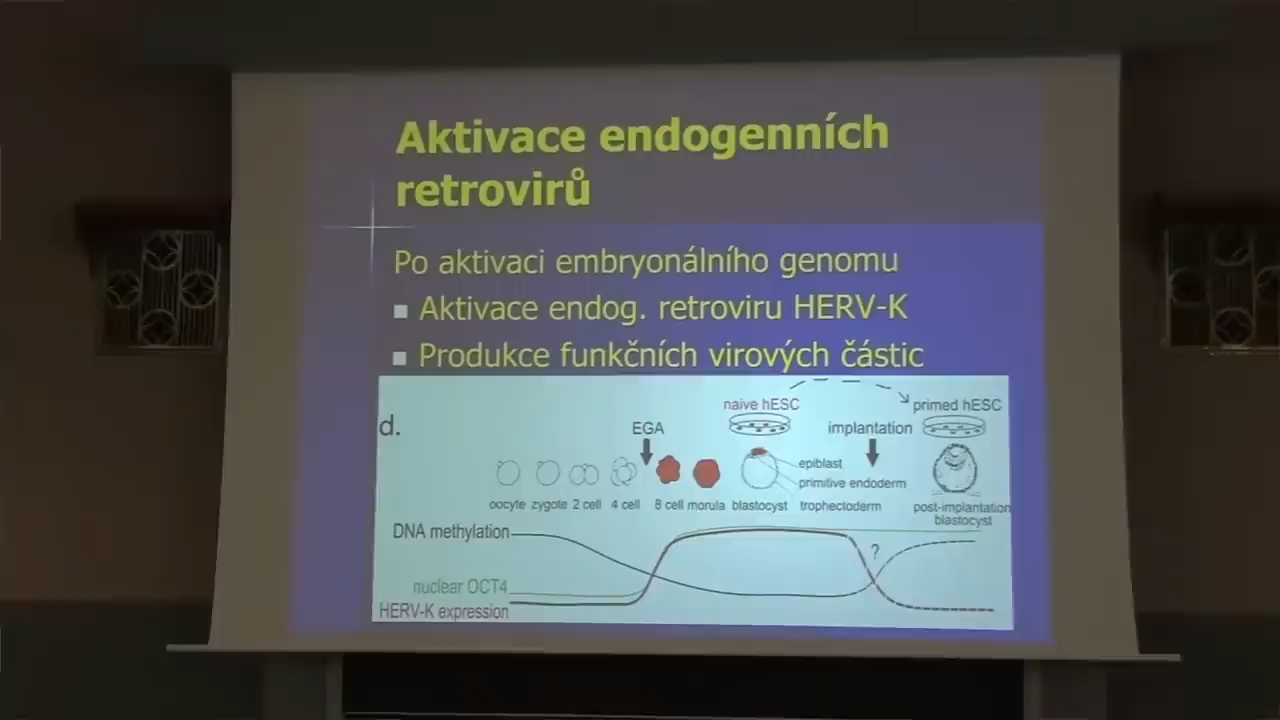 Aktivace endogenních
retrovirů
Po aktivaci embryonálního genomu
Aktivace endog. retroviru HERV-K
Produkce funkčních virových částic
d.
naive hESC
primed hESC
EGA
implantation
epiblast
primitive endoderm
oocyte zygote 2 cell 4 cell 8 cell morula blastocyst trophectoderm
post-implantation
blastocyst
DNA methylation
?
nuclear OCT4
HERV-K expression